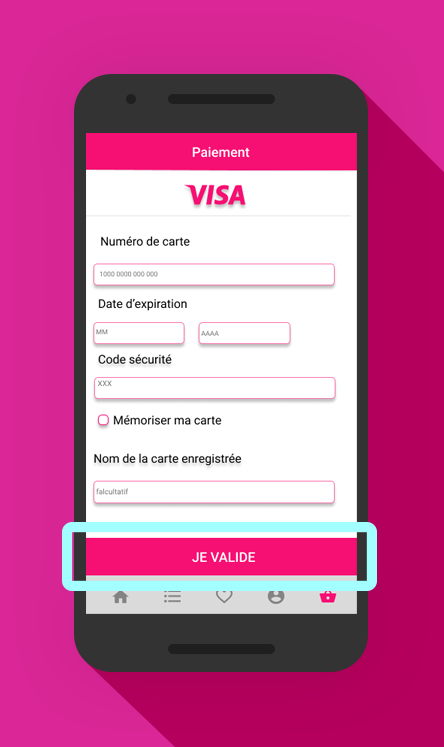 Paiement
VISA
Numéro de carte
1000 0000 000 000
Date d'expiration
MM AAAA
Code sécurité
XXX
Mémoriser ma carte
Nom de la carte enregistrée
falcultatif
JE VALIDE